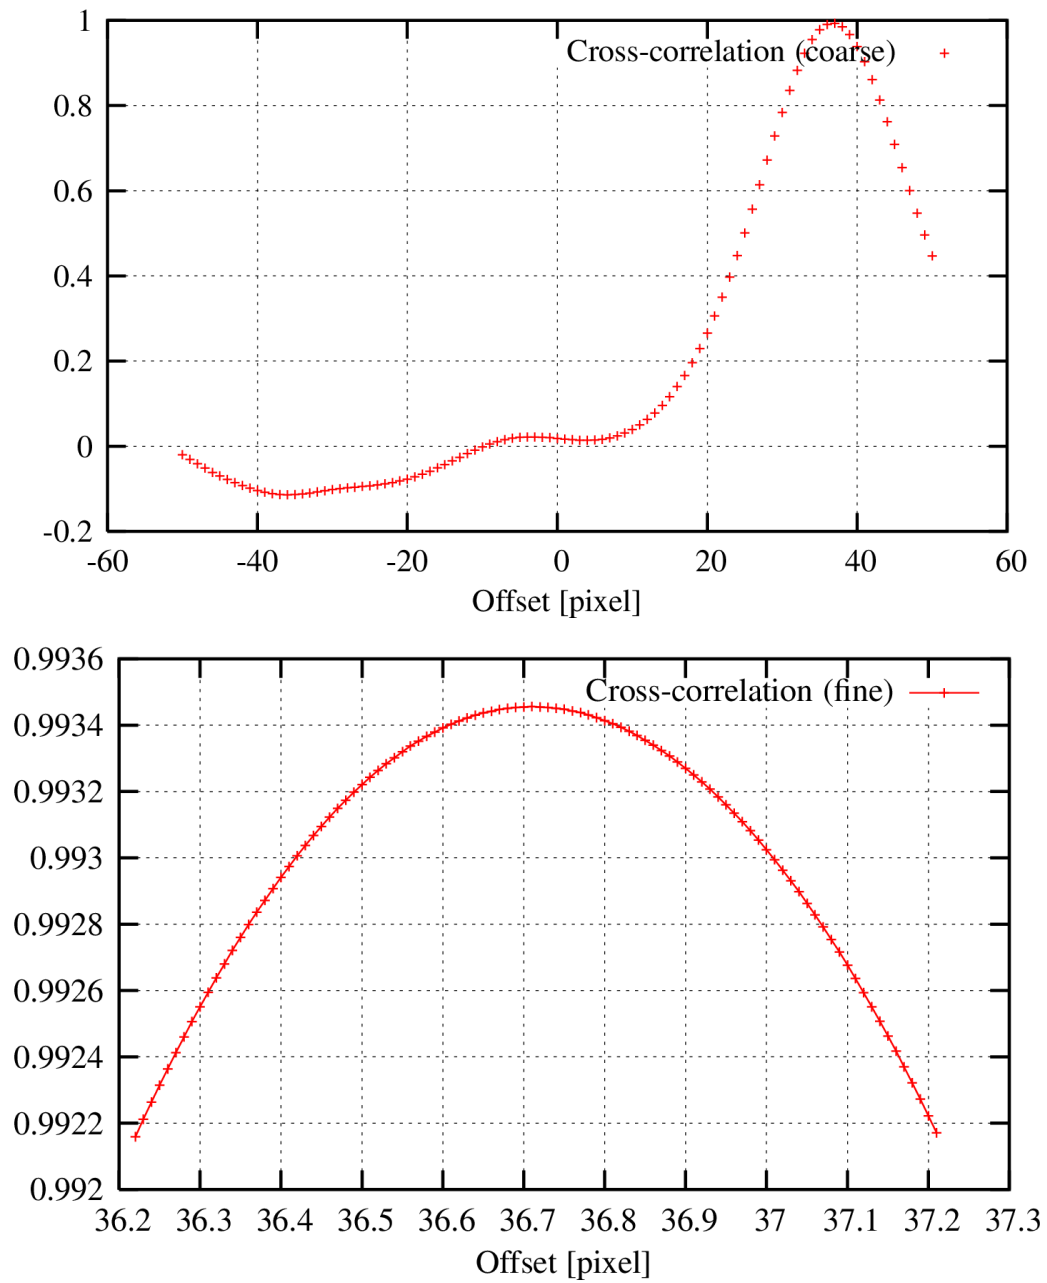 1
Cross-correlation (coarse)
0.8
0.6
0.4
0.2
0
-0.2
-60 -40 -20 0 20 40 60
Offset [pixel]
0.9936
Cross-correlation (fine)
0.9934
0.9932
0.993
0.9928
0.9926
0.9924
0.9922
0.992
36.2 36.3 36.4 36.5 36.6 36.7 36.8 36.9 37 37.1 37.2 37.3
Offset [pixel]